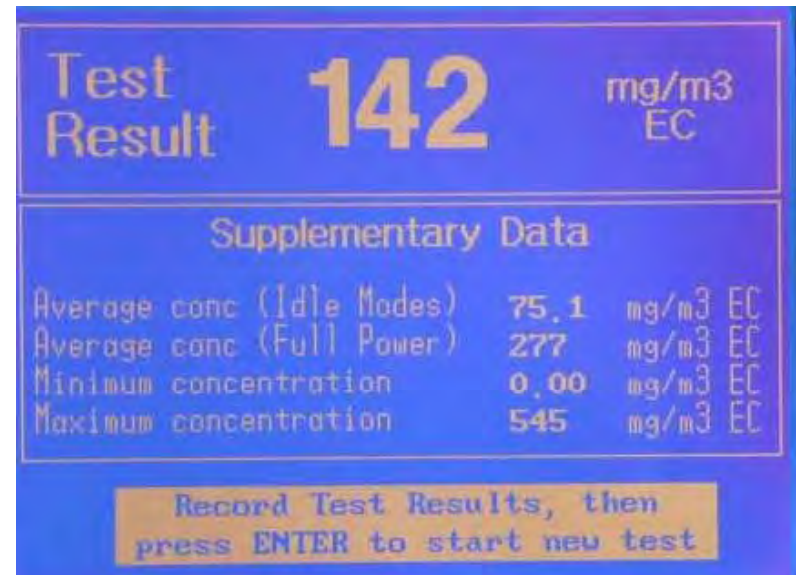 Test Result 142 mg/m3 EC
Supplementary Data
Average conc (Idle Modes) 75.1 mg/m3 EC
Average conc (Full Power) 277 mg/m3 EC
Minimum concentration 0.00 mg/m3 EC
Maximum concentration 545 mg/m3 EC
Record Test Results, then
press ENTER to start new test